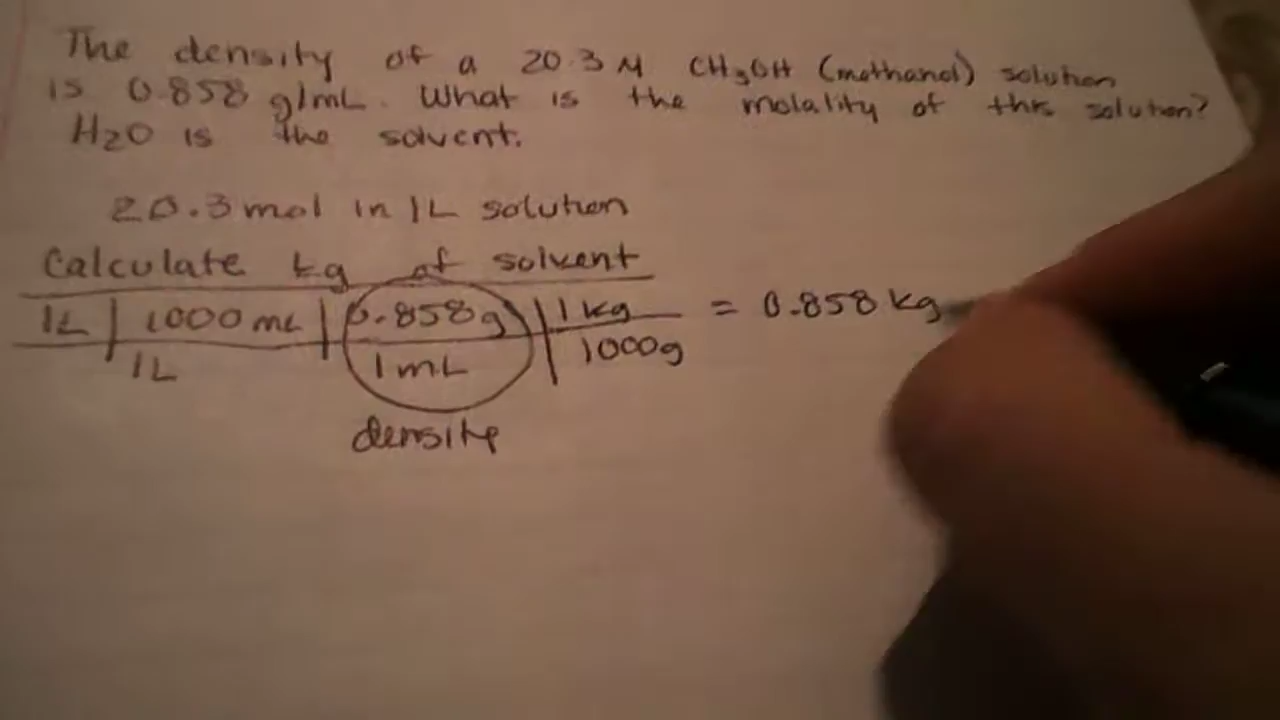 The density of a 20.3 M CH3OH (methanol) solution
is 0.858 g/mL. What is the molality of this solution?
H2O is the solvent.
20.3 mol in 1L solution
Calculate kg of solvent
1L | 1000 mL | 0.858g | 1 kg = 0.858 kg
1L 1 mL 1000g
density